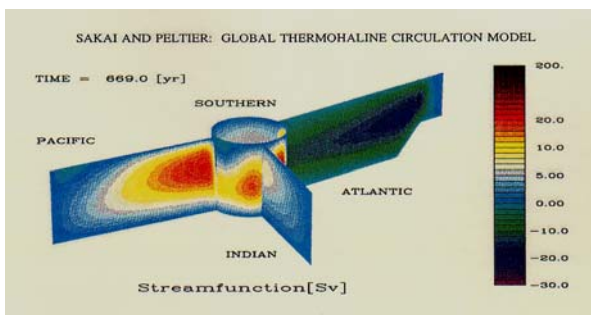 SAKAI AND PELTIER: GLOBAL THERMOHALINE CIRCULATION MODEL
TIME = 669.0 [yr]
SOUTHERN
PACIFIC
ATLANTIC
INDIAN
Streamfunction[Sv]
200.
20.0
10.0
5.00
0.00
-10.0
-20.0
-30.0